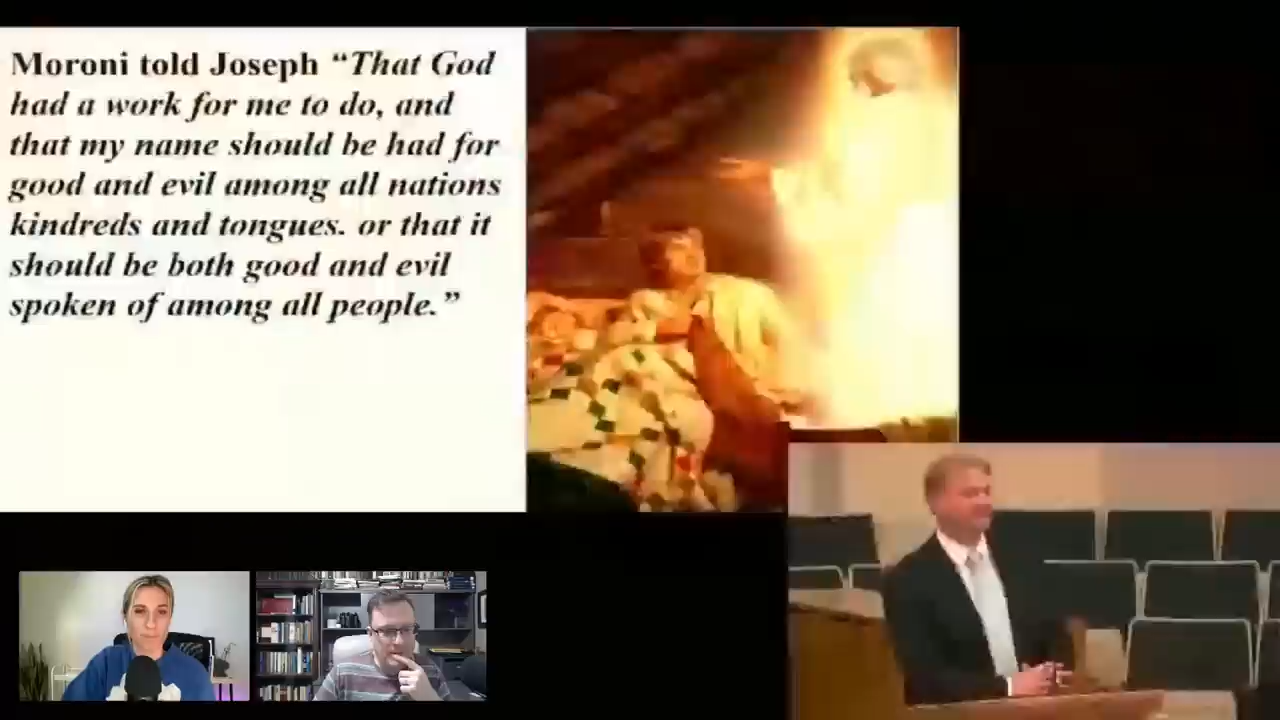 Moroni told Joseph “That God
had a work for me to do, and
that my name should be had for
good and evil among all nations
kindreds and tongues. or that it
should be both good and evil
spoken of among all people.”